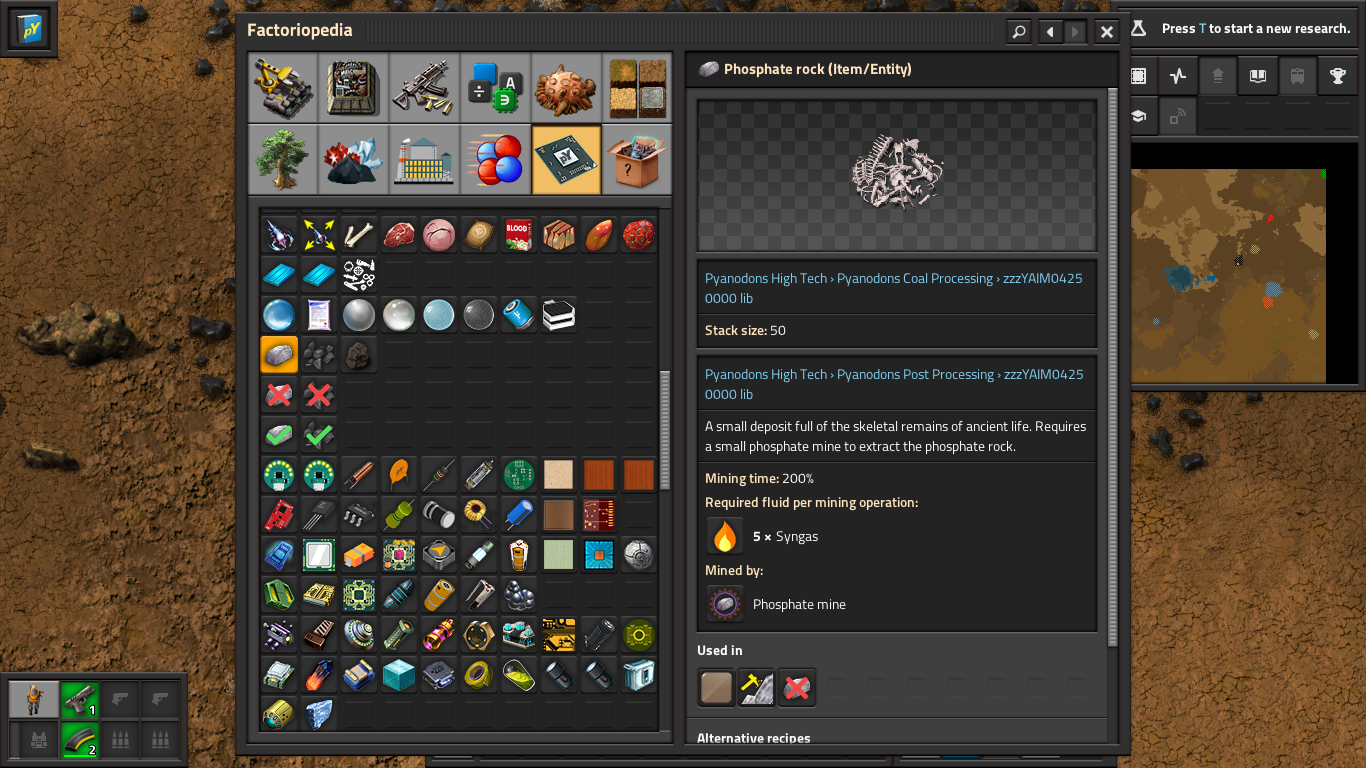 pY
Factoriopedia
Press T to start a new research.
Phosphate rock (Item/Entity)
A
pY
?
BLOOD
Pyanodons High Tech › Pyanodons Coal Processing › zzzYAIM0425
0000 lib
Stack size: 50
Pyanodons High Tech › Pyanodons Post Processing › zzzYAIM0425
0000 lib
A small deposit full of the skeletal remains of ancient life. Requires
a small phosphate mine to extract the phosphate rock.
Mining time: 200%
Required fluid per mining operation:
5 × Syngas
Mined by:
Phosphate mine
Used in
Alternative recipes
1
2